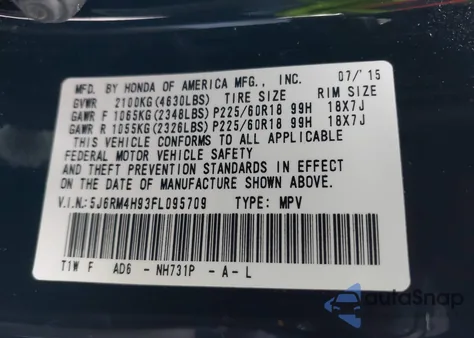 MFD. BY HONDA OF AMERICA MFG., INC. 07/'15
GVWR 2100KG(4630LBS) TIRE SIZE RIM SIZE
GAWR F 1065KG(2348LBS) P225/60R18 99H 18X7J
GAWR R 1055KG(2326LBS) P225/60R18 99H 18X7J
THIS VEHICLE CONFORMS TO ALL APPLICABLE
FEDERAL MOTOR VEHICLE SAFETY
AND THEFT PREVENTION STANDARDS IN EFFECT
ON THE DATE OF MANUFACTURE SHOWN ABOVE.
V.I.N.:5J6RM4H93FL095709 TYPE: MPV
T1W F AD6 -NH731P -A-L
iautoSnap